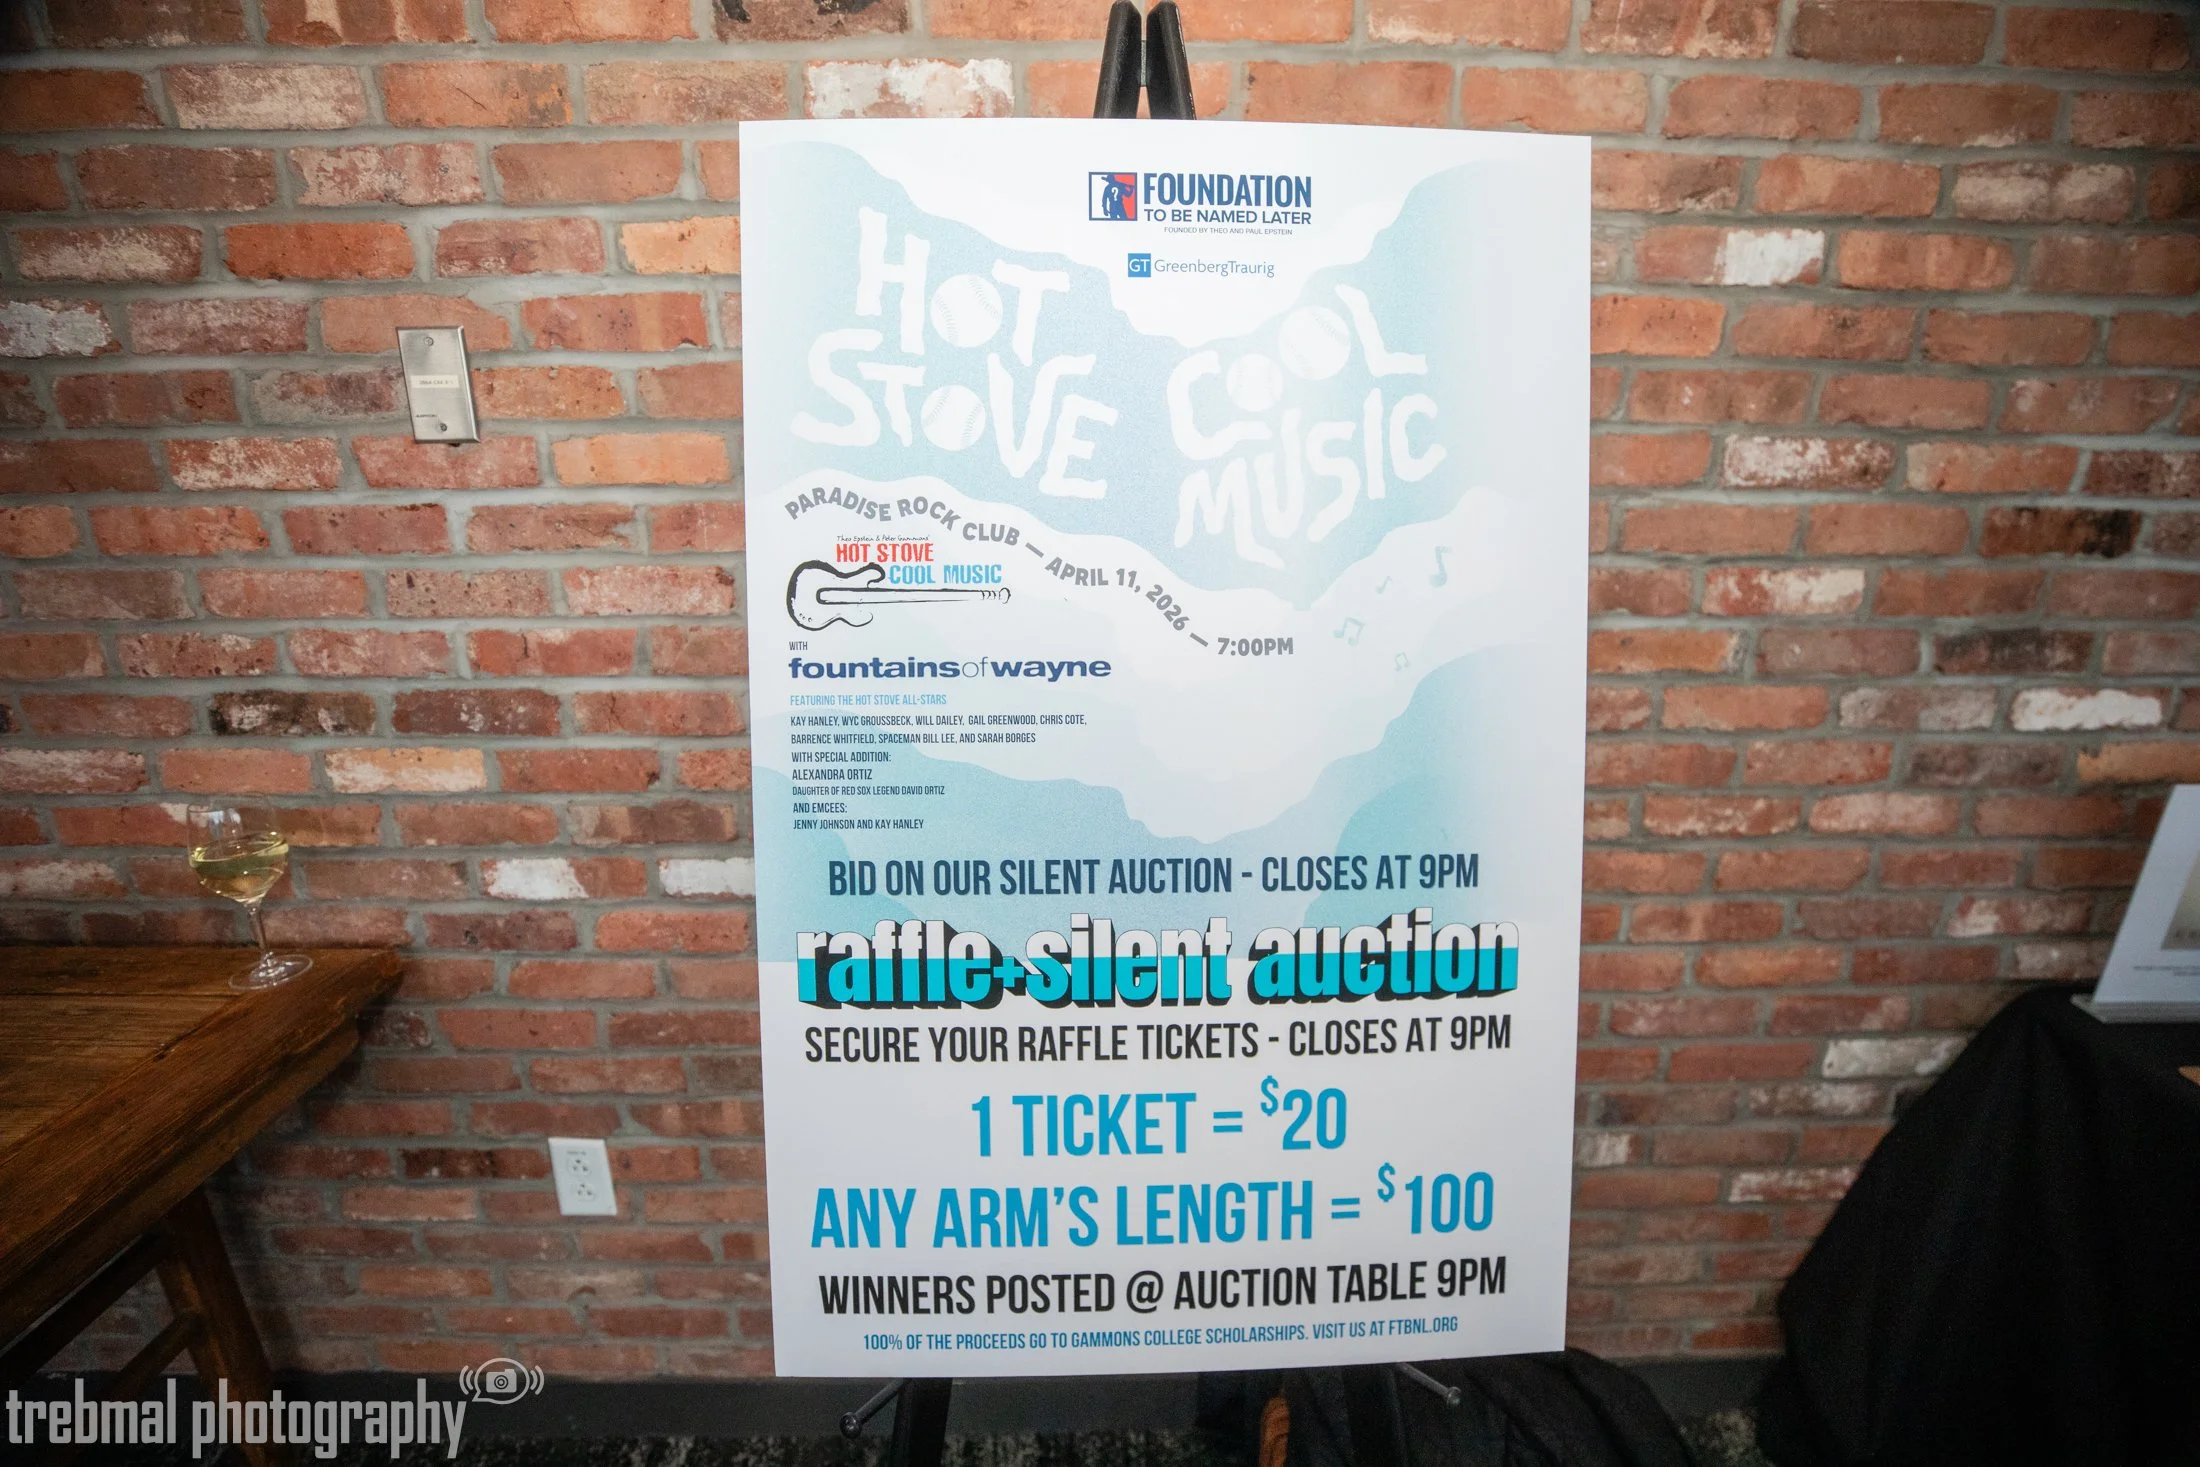 FOUNDATION
TO BE NAMED LATER
FOUNDED BY THEO AND PAUL EPSTEIN
GT GreenbergTraurig
HOT
STOVE
COOL
MUSIC
PARADISE ROCK CLUB — APRIL 11, 2026 — 7:00PM
Theo Epstein & Peter Gammons'
HOT STOVE
COOL MUSIC
WITH
fountainsofwayne
FEATURING THE HOT STOVE ALL-STARS
KAY HANLEY, WYC GROUSSBECK, WILL DAILEY, GAIL GREENWOOD, CHRIS COTE,
BARRENCE WHITFIELD, SPACEMAN BILL LEE, AND SARAH BORGES
WITH SPECIAL ADDITION:
ALEXANDRA ORTIZ
DAUGHTER OF RED SOX LEGEND DAVID ORTIZ
AND EMCEES:
JENNY JOHNSON AND KAY HANLEY
BID ON OUR SILENT AUCTION - CLOSES AT 9PM
raffle+silent auction
SECURE YOUR RAFFLE TICKETS - CLOSES AT 9PM
1 TICKET = $20
ANY ARM'S LENGTH = $100
WINNERS POSTED @ AUCTION TABLE 9PM
100% OF THE PROCEEDS GO TO GAMMONS COLLEGE SCHOLARSHIPS. VISIT US AT FTBNL.ORG
trebmal photography